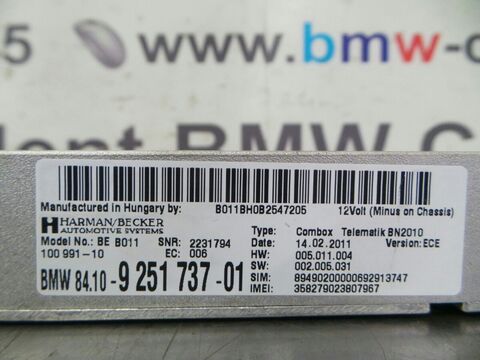 5 www.bmw-c
ent BMW C
Manufactured in Hungary by: B011BH0B2547205 12Volt (Minus on Chassis)
HARMAN/BECKER
AUTOMOTIVE SYSTEMS
Type: Combox Telematik BN2010
Model No.: BE B011 SNR: 2231794 Date: 14.02.2011 Version: ECE
100 991-10 EC: 006 HW: 005.011.004
SW: 002.005.031
BMW 84.10 - 9 251 737 - 01 SIM: 89490200000692913747
IMEI: 358279023807967